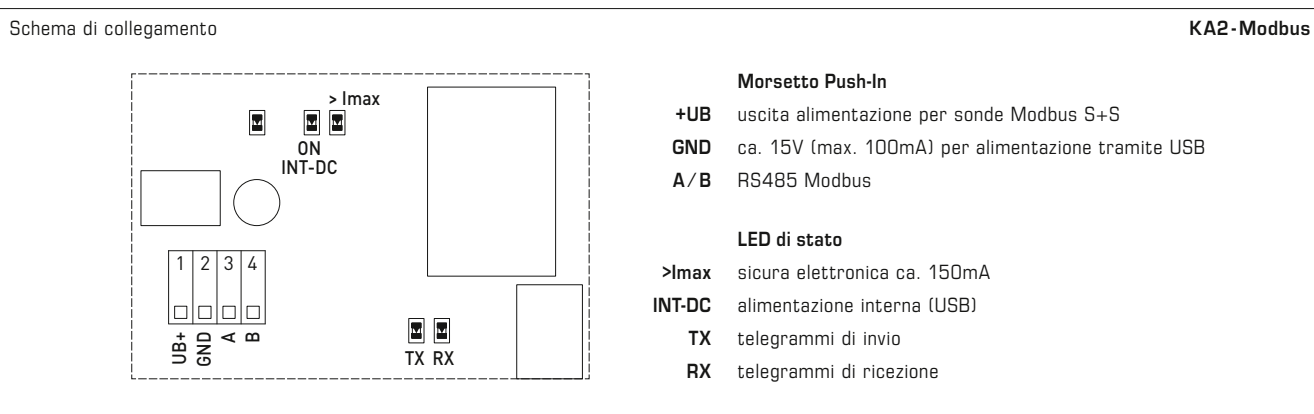 Schema di collegamento
KA2-Modbus
> Imax
ON
INT-DC
1 2 3 4
UB+
GND
A
B
TX RX
Morsetto Push-In
+UB uscita alimentazione per sonde Modbus S+S
GND ca. 15V (max. 100mA) per alimentazione tramite USB
A/B RS485 Modbus
LED di stato
>Imax sicura elettronica ca. 150mA
INT-DC alimentazione interna (USB)
TX telegrammi di invio
RX telegrammi di ricezione